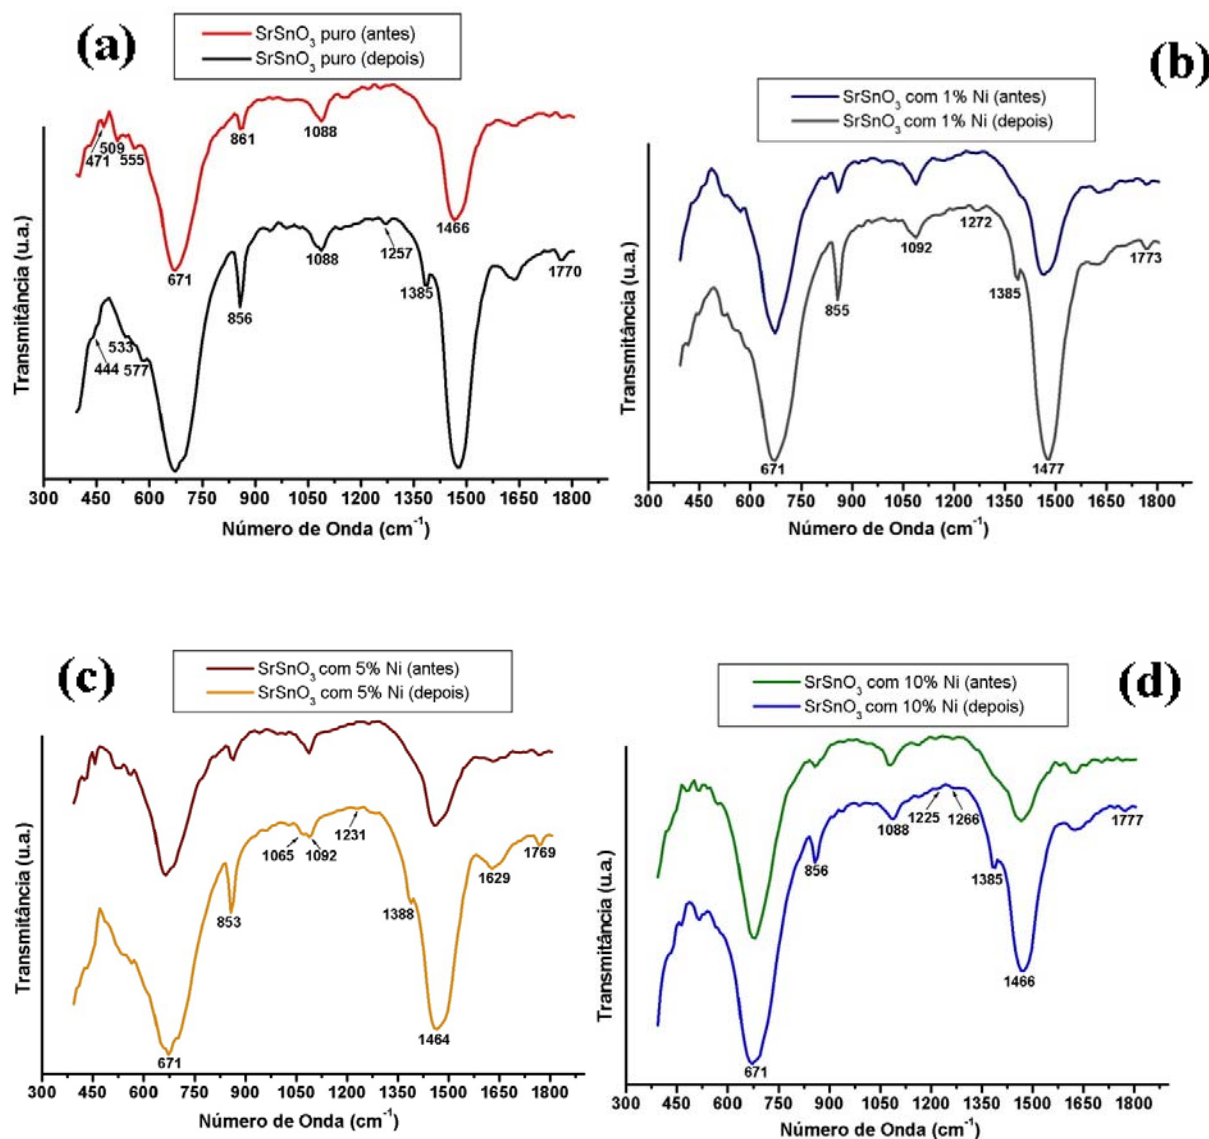 (a)
SrSnO3 puro (antes)
SrSnO3 puro (depois)
Transmitância (u.a.)
471
509
555
671
861
1088
1466
444
533
577
856
1088
1257
1385
1770
300 450 600 750 900 1050 1200 1350 1500 1650 1800
Número de Onda (cm-1)
(b)
SrSnO3 com 1% Ni (antes)
SrSnO3 com 1% Ni (depois)
Transmitância (u.a.)
671
855
1092
1272
1385
1477
1773
300 450 600 750 900 1050 1200 1350 1500 1650 1800
Número de Onda (cm-1)
(c)
SrSnO3 com 5% Ni (antes)
SrSnO3 com 5% Ni (depois)
Transmitância (u.a.)
671
853
1065
1092
1231
1388
1464
1629
1769
300 450 600 750 900 1050 1200 1350 1500 1650 1800
Número de Onda (cm-1)
(d)
SrSnO3 com 10% Ni (antes)
SrSnO3 com 10% Ni (depois)
Transmitância (u.a.)
671
856
1088
1225
1266
1385
1466
1777
300 450 600 750 900 1050 1200 1350 1500 1650 1800
Número de Onda (cm-1)